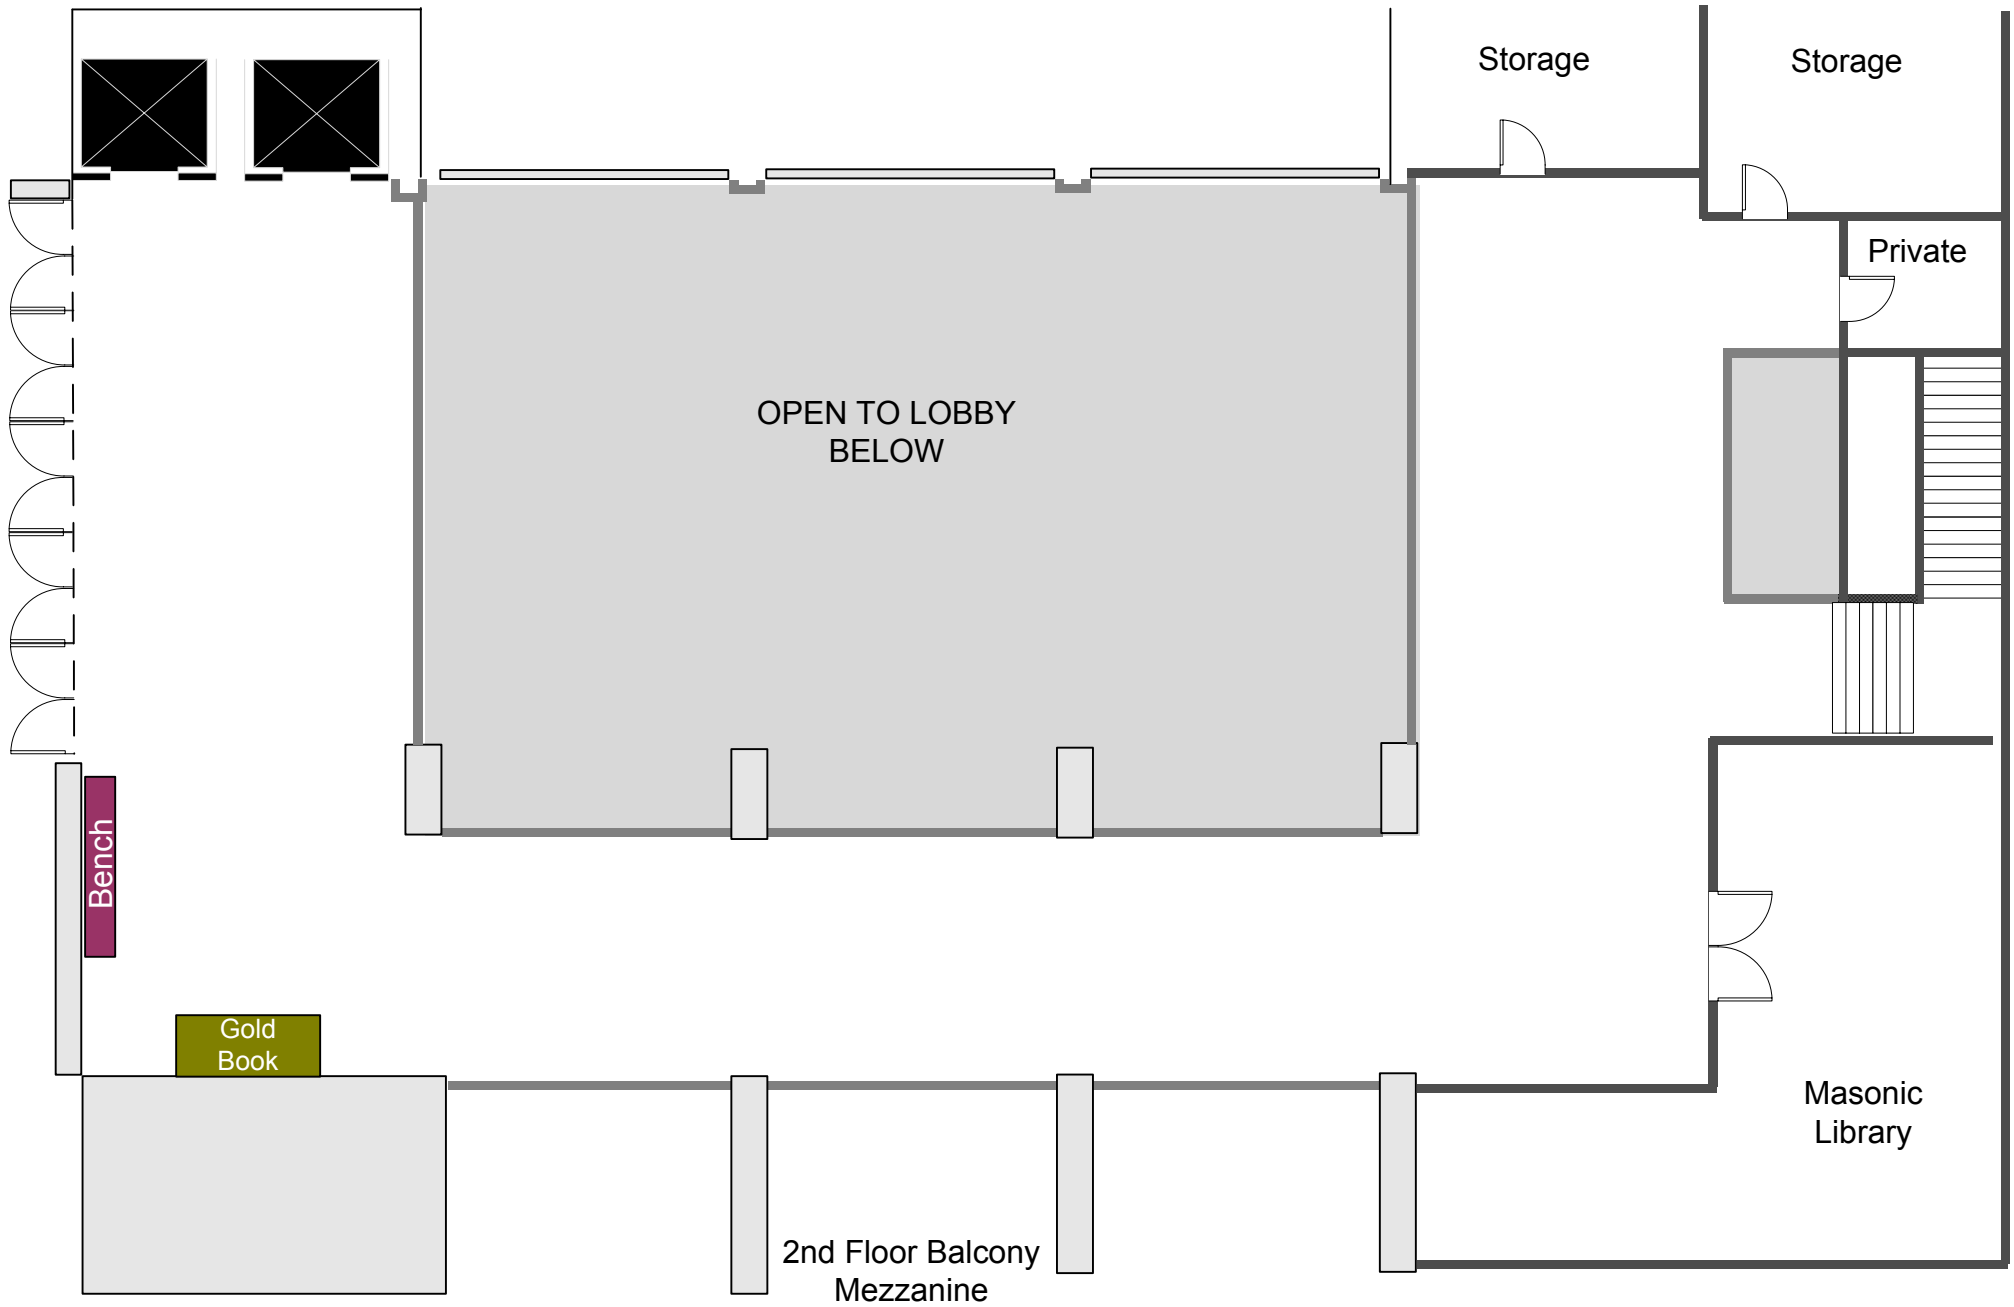 Storage
Storage
Private
OPEN TO LOBBY
BELOW
Bench
Gold
Book
Masonic
Library
2nd Floor Balcony
Mezzanine